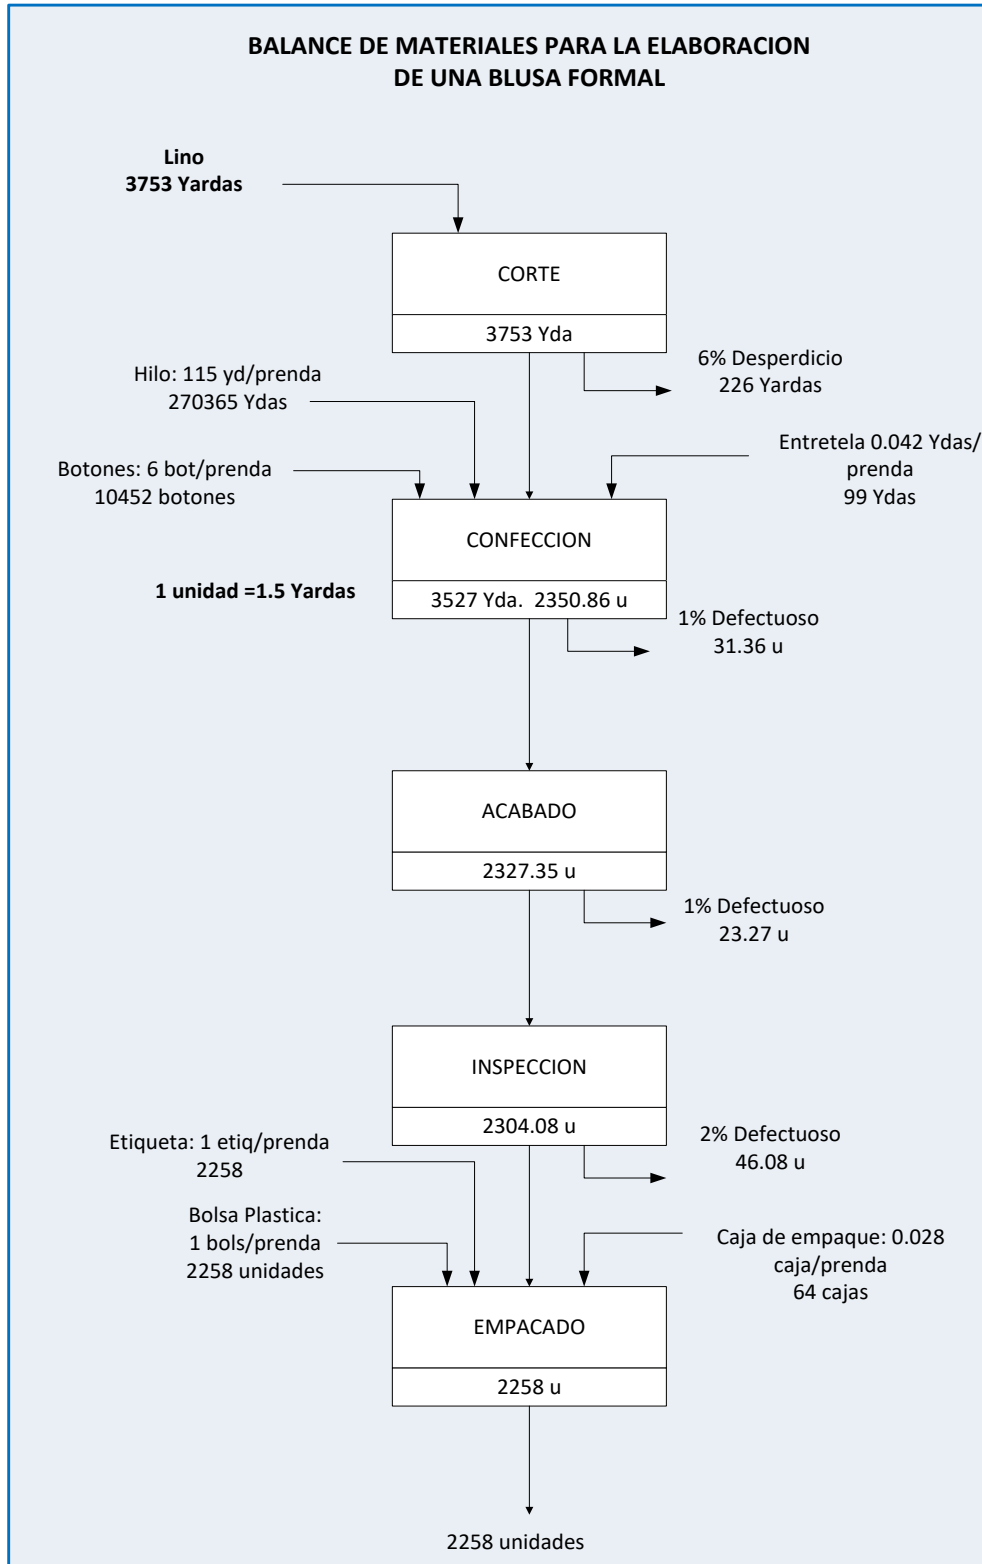 BALANCE DE MATERIALES PARA LA ELABORACION
DE UNA BLUSA FORMAL
Lino
3753 Yardas
CORTE
3753 Yda
6% Desperdicio
226 Yardas
Hilo: 115 yd/prenda
270365 Ydas
Entretela 0.042 Ydas/
prenda
99 Ydas
Botones: 6 bot/prenda
10452 botones
CONFECCION
1 unidad =1.5 Yardas
3527 Yda. 2350.86 u
1% Defectuoso
31.36 u
ACABADO
2327.35 u
1% Defectuoso
23.27 u
INSPECCION
2304.08 u
2% Defectuoso
46.08 u
Etiqueta: 1 etiq/prenda
2258
Bolsa Plastica:
1 bols/prenda
2258 unidades
Caja de empaque: 0.028
caja/prenda
64 cajas
EMPACADO
2258 u
2258 unidades